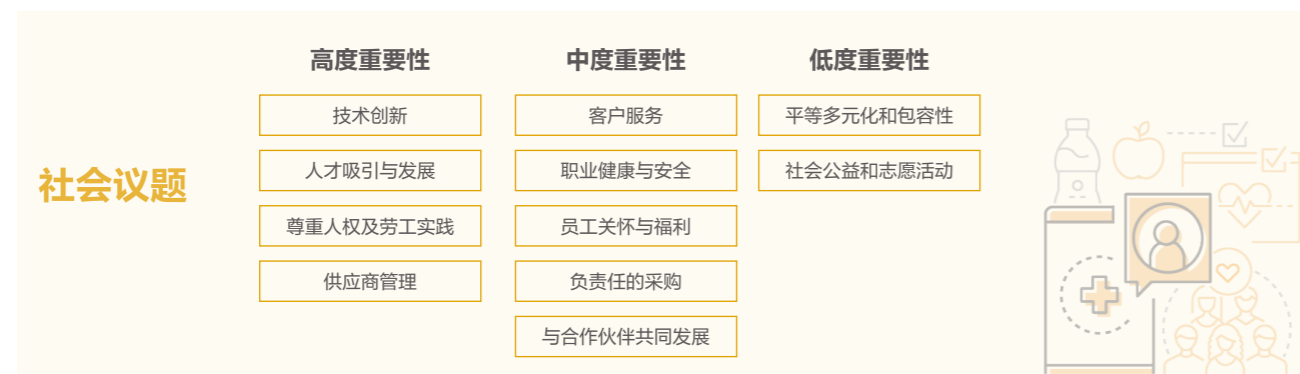 高度重要性 中度重要性 低度重要性
技术创新 客户服务 平等多元化和包容性
人才吸引与发展 职业健康与安全 社会公益和志愿活动
社会议题
尊重人权及劳工实践 员工关怀与福利
供应商管理 负责任的采购
与合作伙伴共同发展